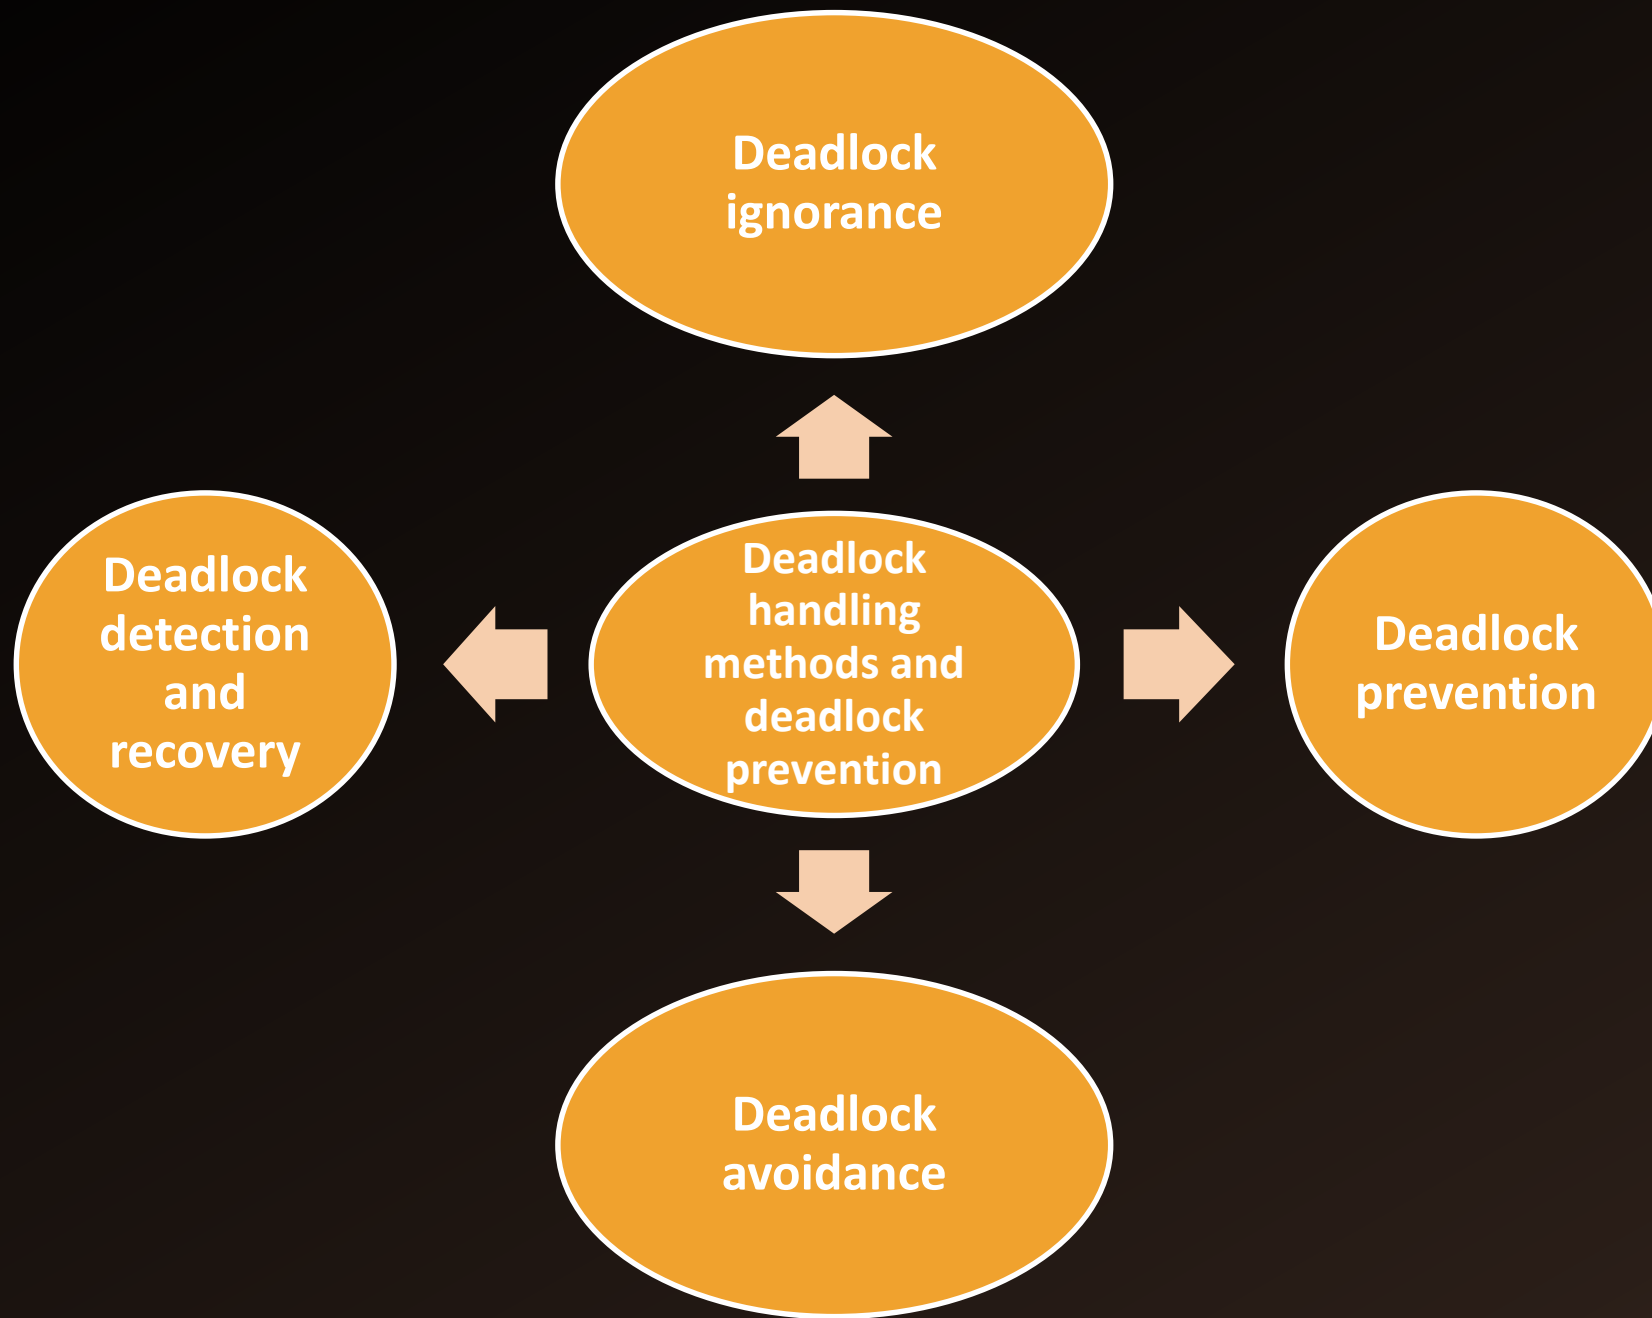 Deadlock
ignorance
Deadlock
detection
and
recovery
Deadlock
handling
methods and
deadlock
prevention
Deadlock
prevention
Deadlock
avoidance